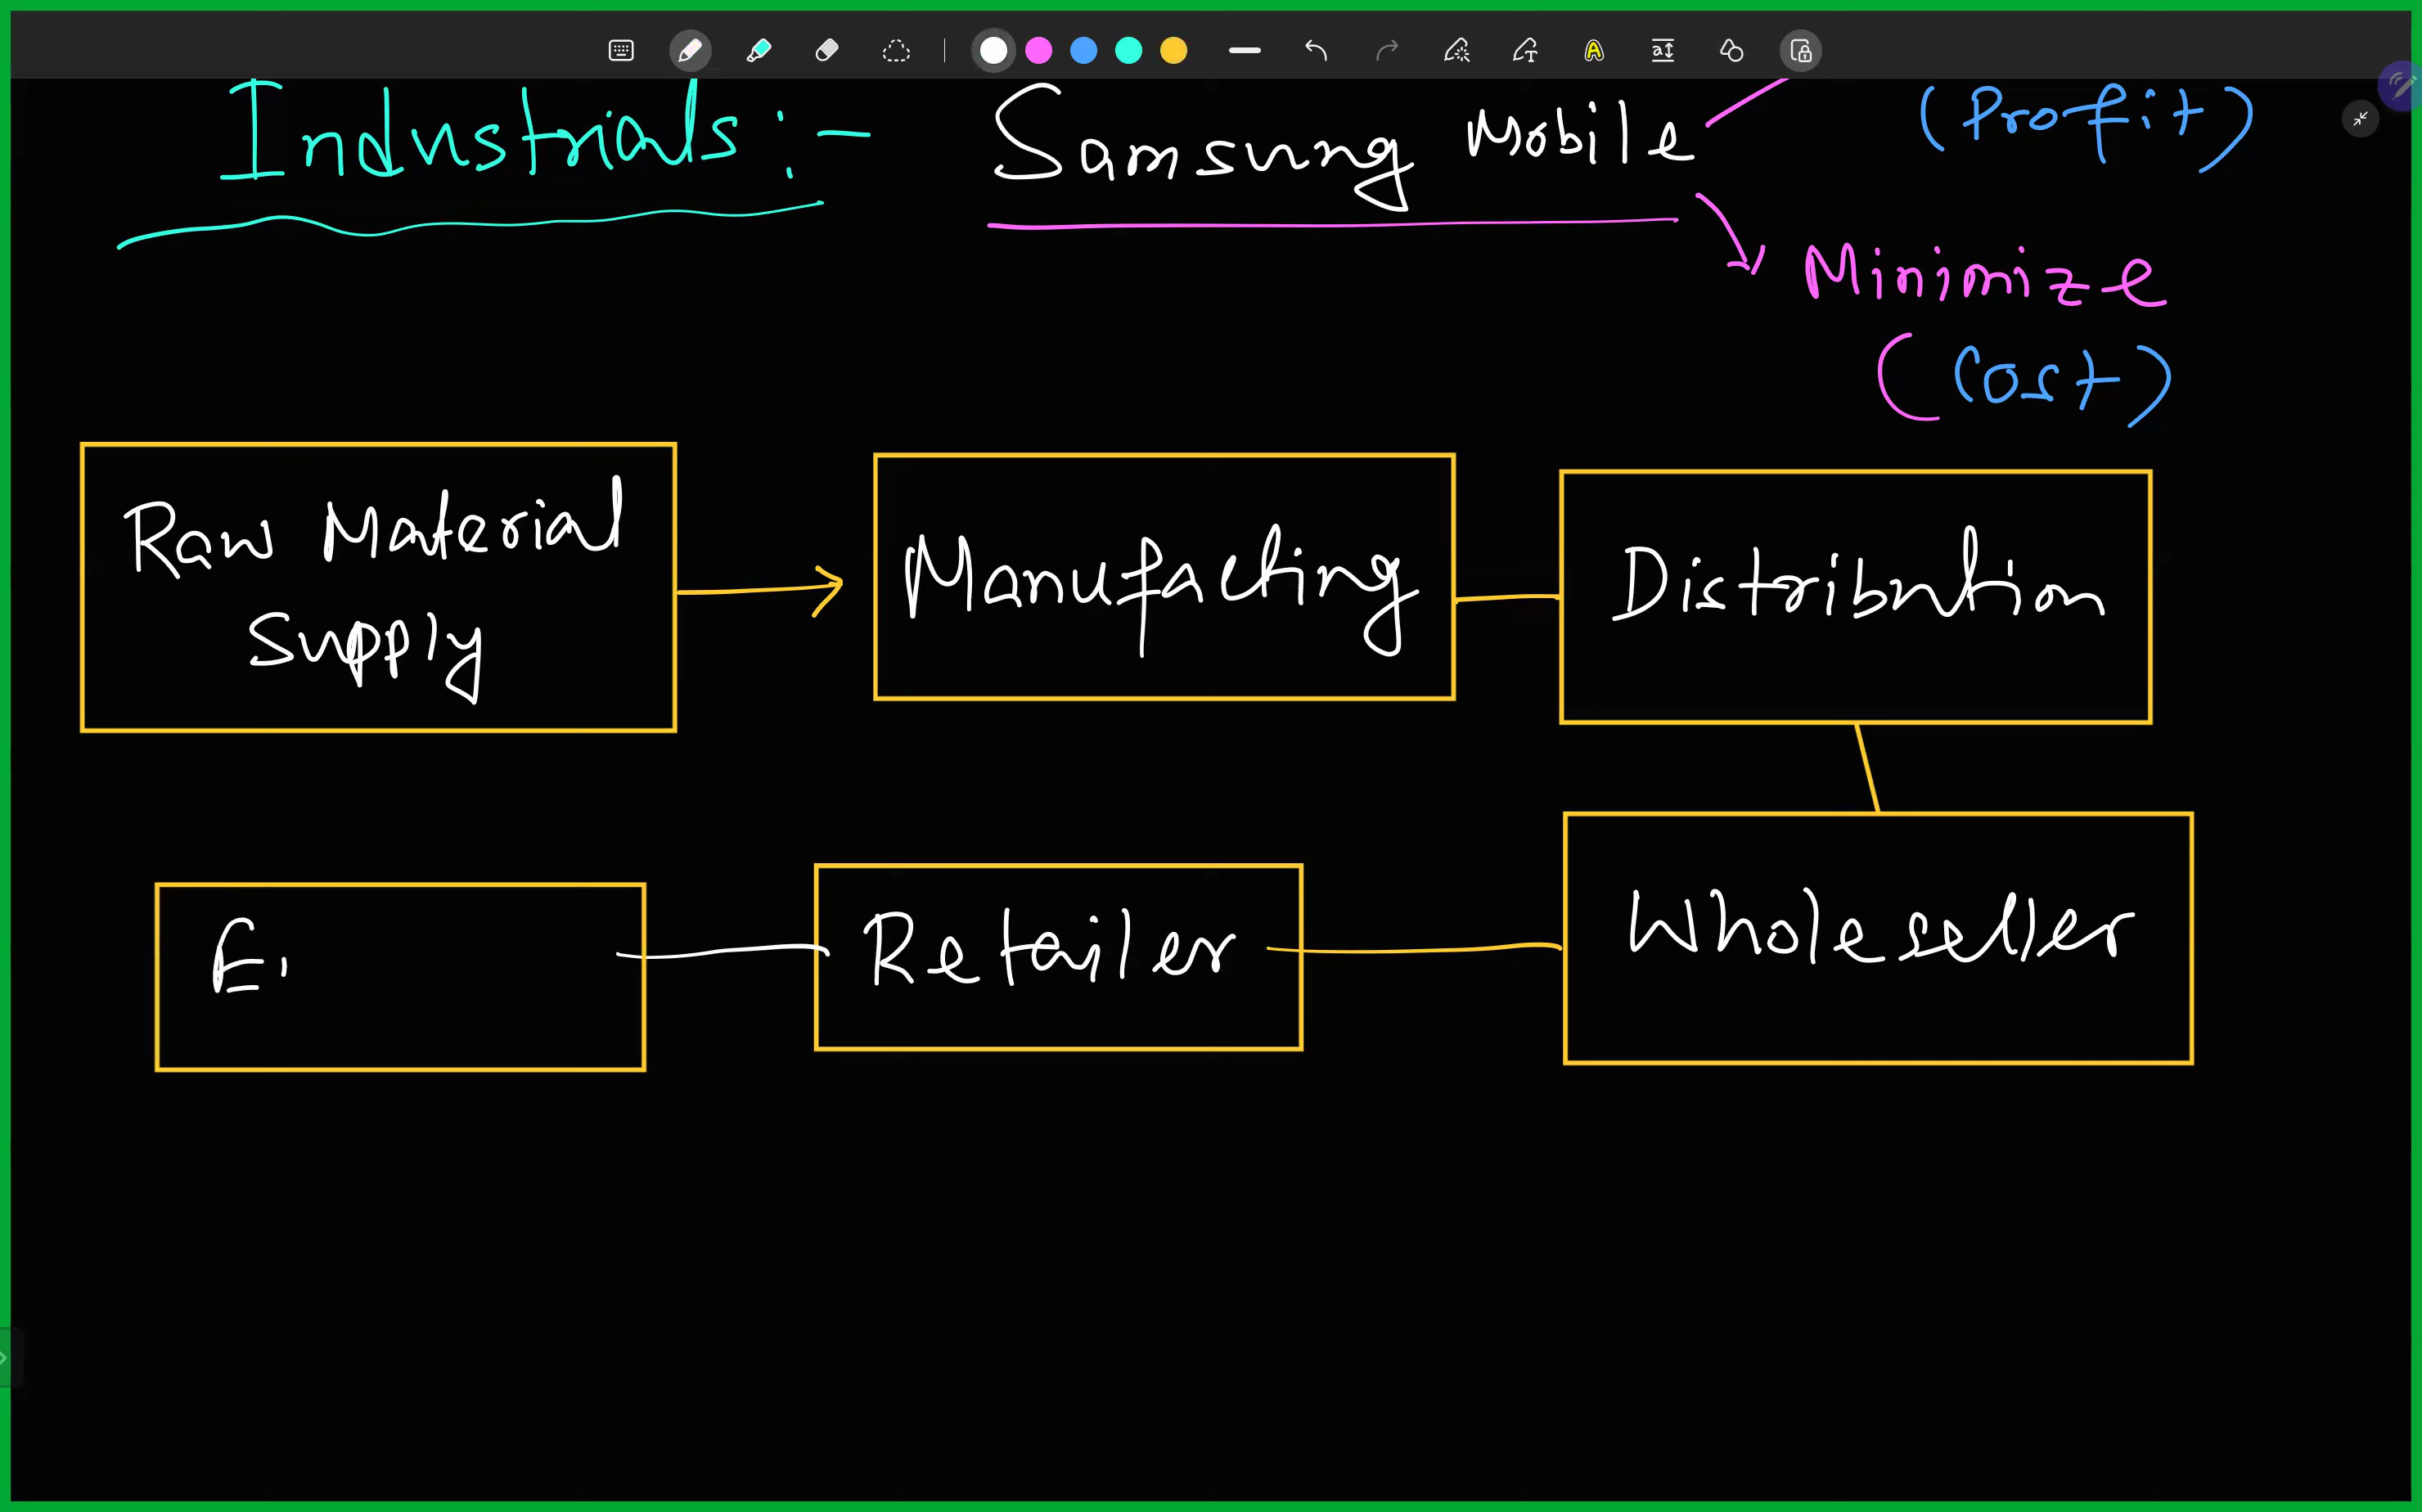 Industrials :- Samsung Mobile (Profit)
Minimize
(Cost)
Raw Material
Supply
Manufacting
Distribution
E.
Retailer
Wholeseller